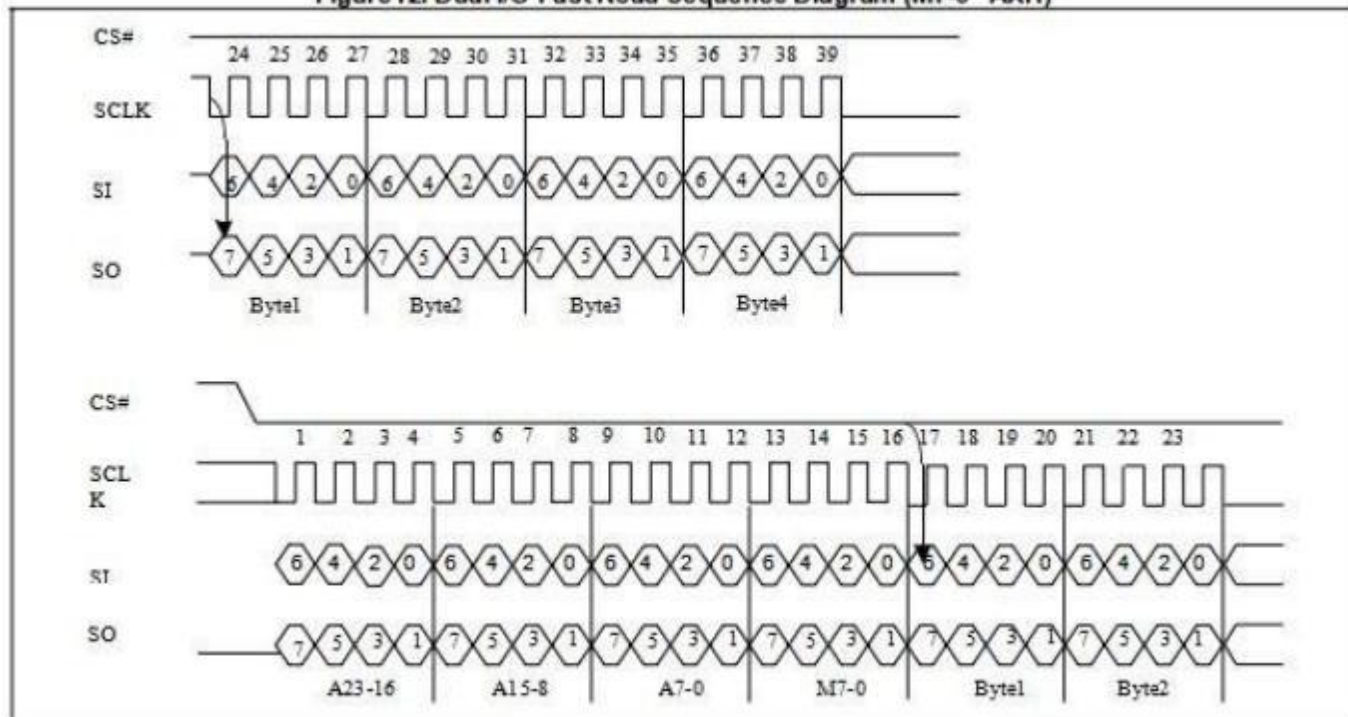 CS#
24 25 26 27 28 29 30 31 32 33 34 35 36 37 38 39
SCLK
SI 6 4 2 0 6 4 2 0 6 4 2 0 6 4 2 0
SO 7 5 3 1 7 5 3 1 7 5 3 1 7 5 3 1
Byte1 Byte2 Byte3 Byte4
CS#
1 2 3 4 5 6 7 8 9 10 11 12 13 14 15 16 17 18 19 20 21 22 23
SCL
K
SI 6 4 2 0 6 4 2 0 6 4 2 0 6 4 2 0 6 4 2 0 6 4 2 0
SO 7 5 3 1 7 5 3 1 7 5 3 1 7 5 3 1 7 5 3 1 7 5 3 1
A23-16 A15-8 A7-0 M7-0 Byte1 Byte2